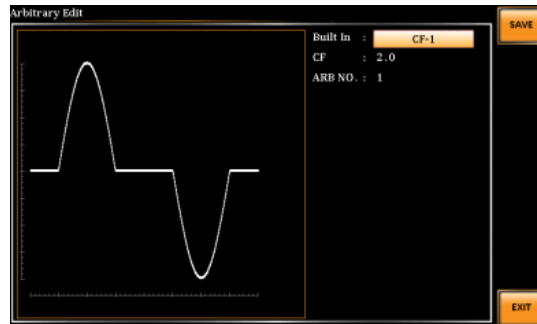 Arbitrary Edit
SAVE
Built In : CF-1
CF : 2.0
ARB NO. : 1
EXIT